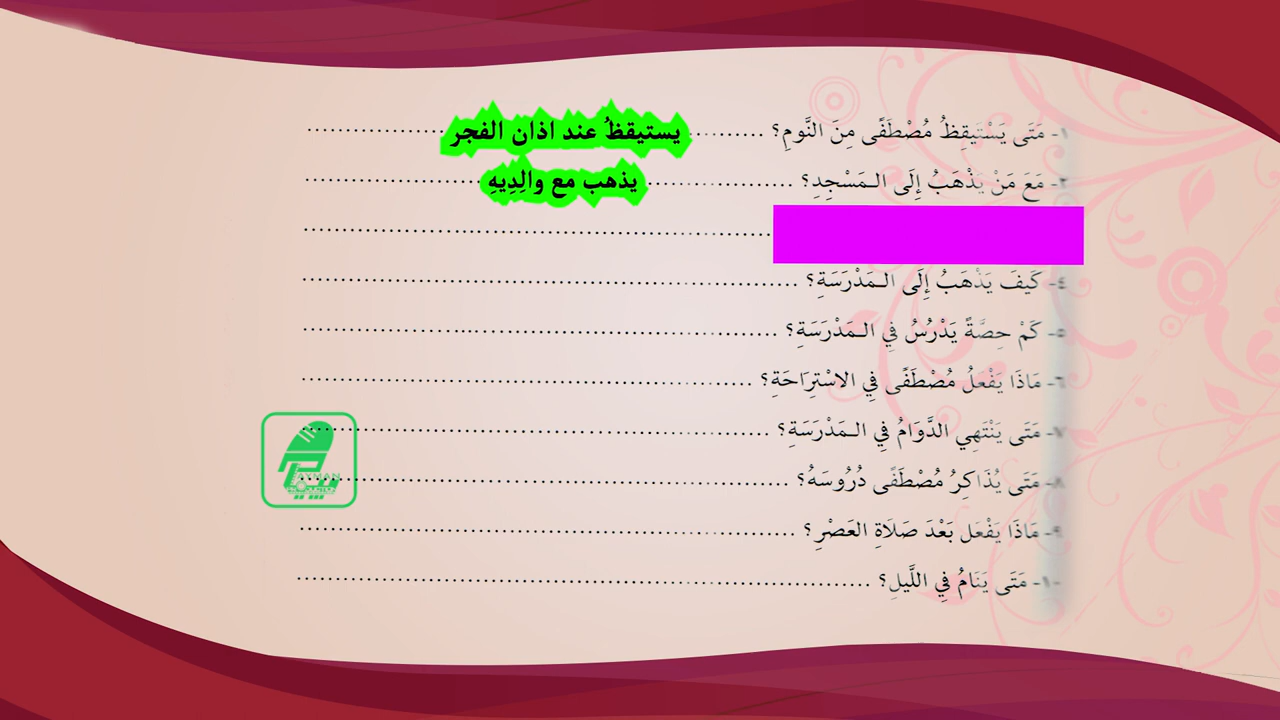 ١- مَتَى يَسْتَيقِظُ مُصْطَفًى مِنَ النَّومِ؟ ........ يستيقظُ عند اذان الفجر ..................
٢- مَعَ مَنْ يَذْهَبُ إِلَى الـمَسْجِدِ؟ .................. يذهب مع والِدِيهِ ......................
............................................................
٤- كَيفَ يَذْهَبُ إِلَى الـمَدْرَسَةِ؟ ............................................................
٥- كَمْ حِصَّةً يَدْرُسُ فِي الـمَدْرَسَةِ؟ ............................................................
٦- مَاذَا يَفْعَلُ مُصْطَفًى فِي الاسْتِرَاحَةِ؟ ............................................................
٧- مَتَى يَنْتَهِي الدَّوَامُ فِي الـمَدْرَسَةِ؟ ............................................................
٨- مَتَى يُذَاكِرُ مُصْطَفًى دُرُوسَهُ؟ ............................................................
٩- مَاذَا يَفْعَل بَعْدَ صَلَاةِ العَصْرِ؟ ............................................................
١٠- مَتَى يَنَامُ فِي اللَّيلِ؟ ............................................................